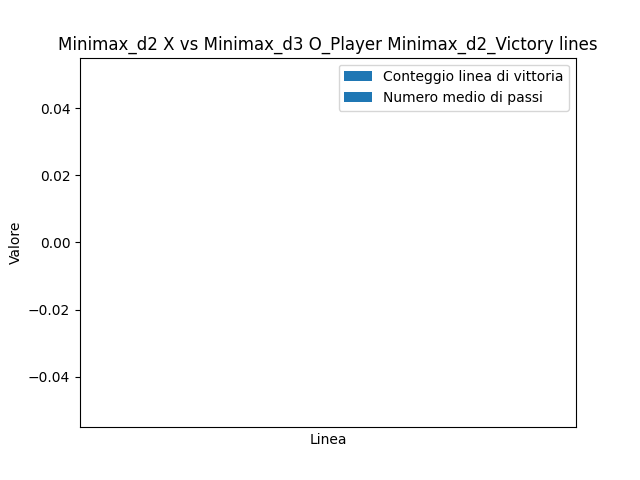 Minimax_d2 X vs Minimax_d3 O_Player Minimax_d2_Victory lines
Conteggio linea di vittoria
Numero medio di passi
0.04
0.02
0.00
−0.02
−0.04
Valore
Linea